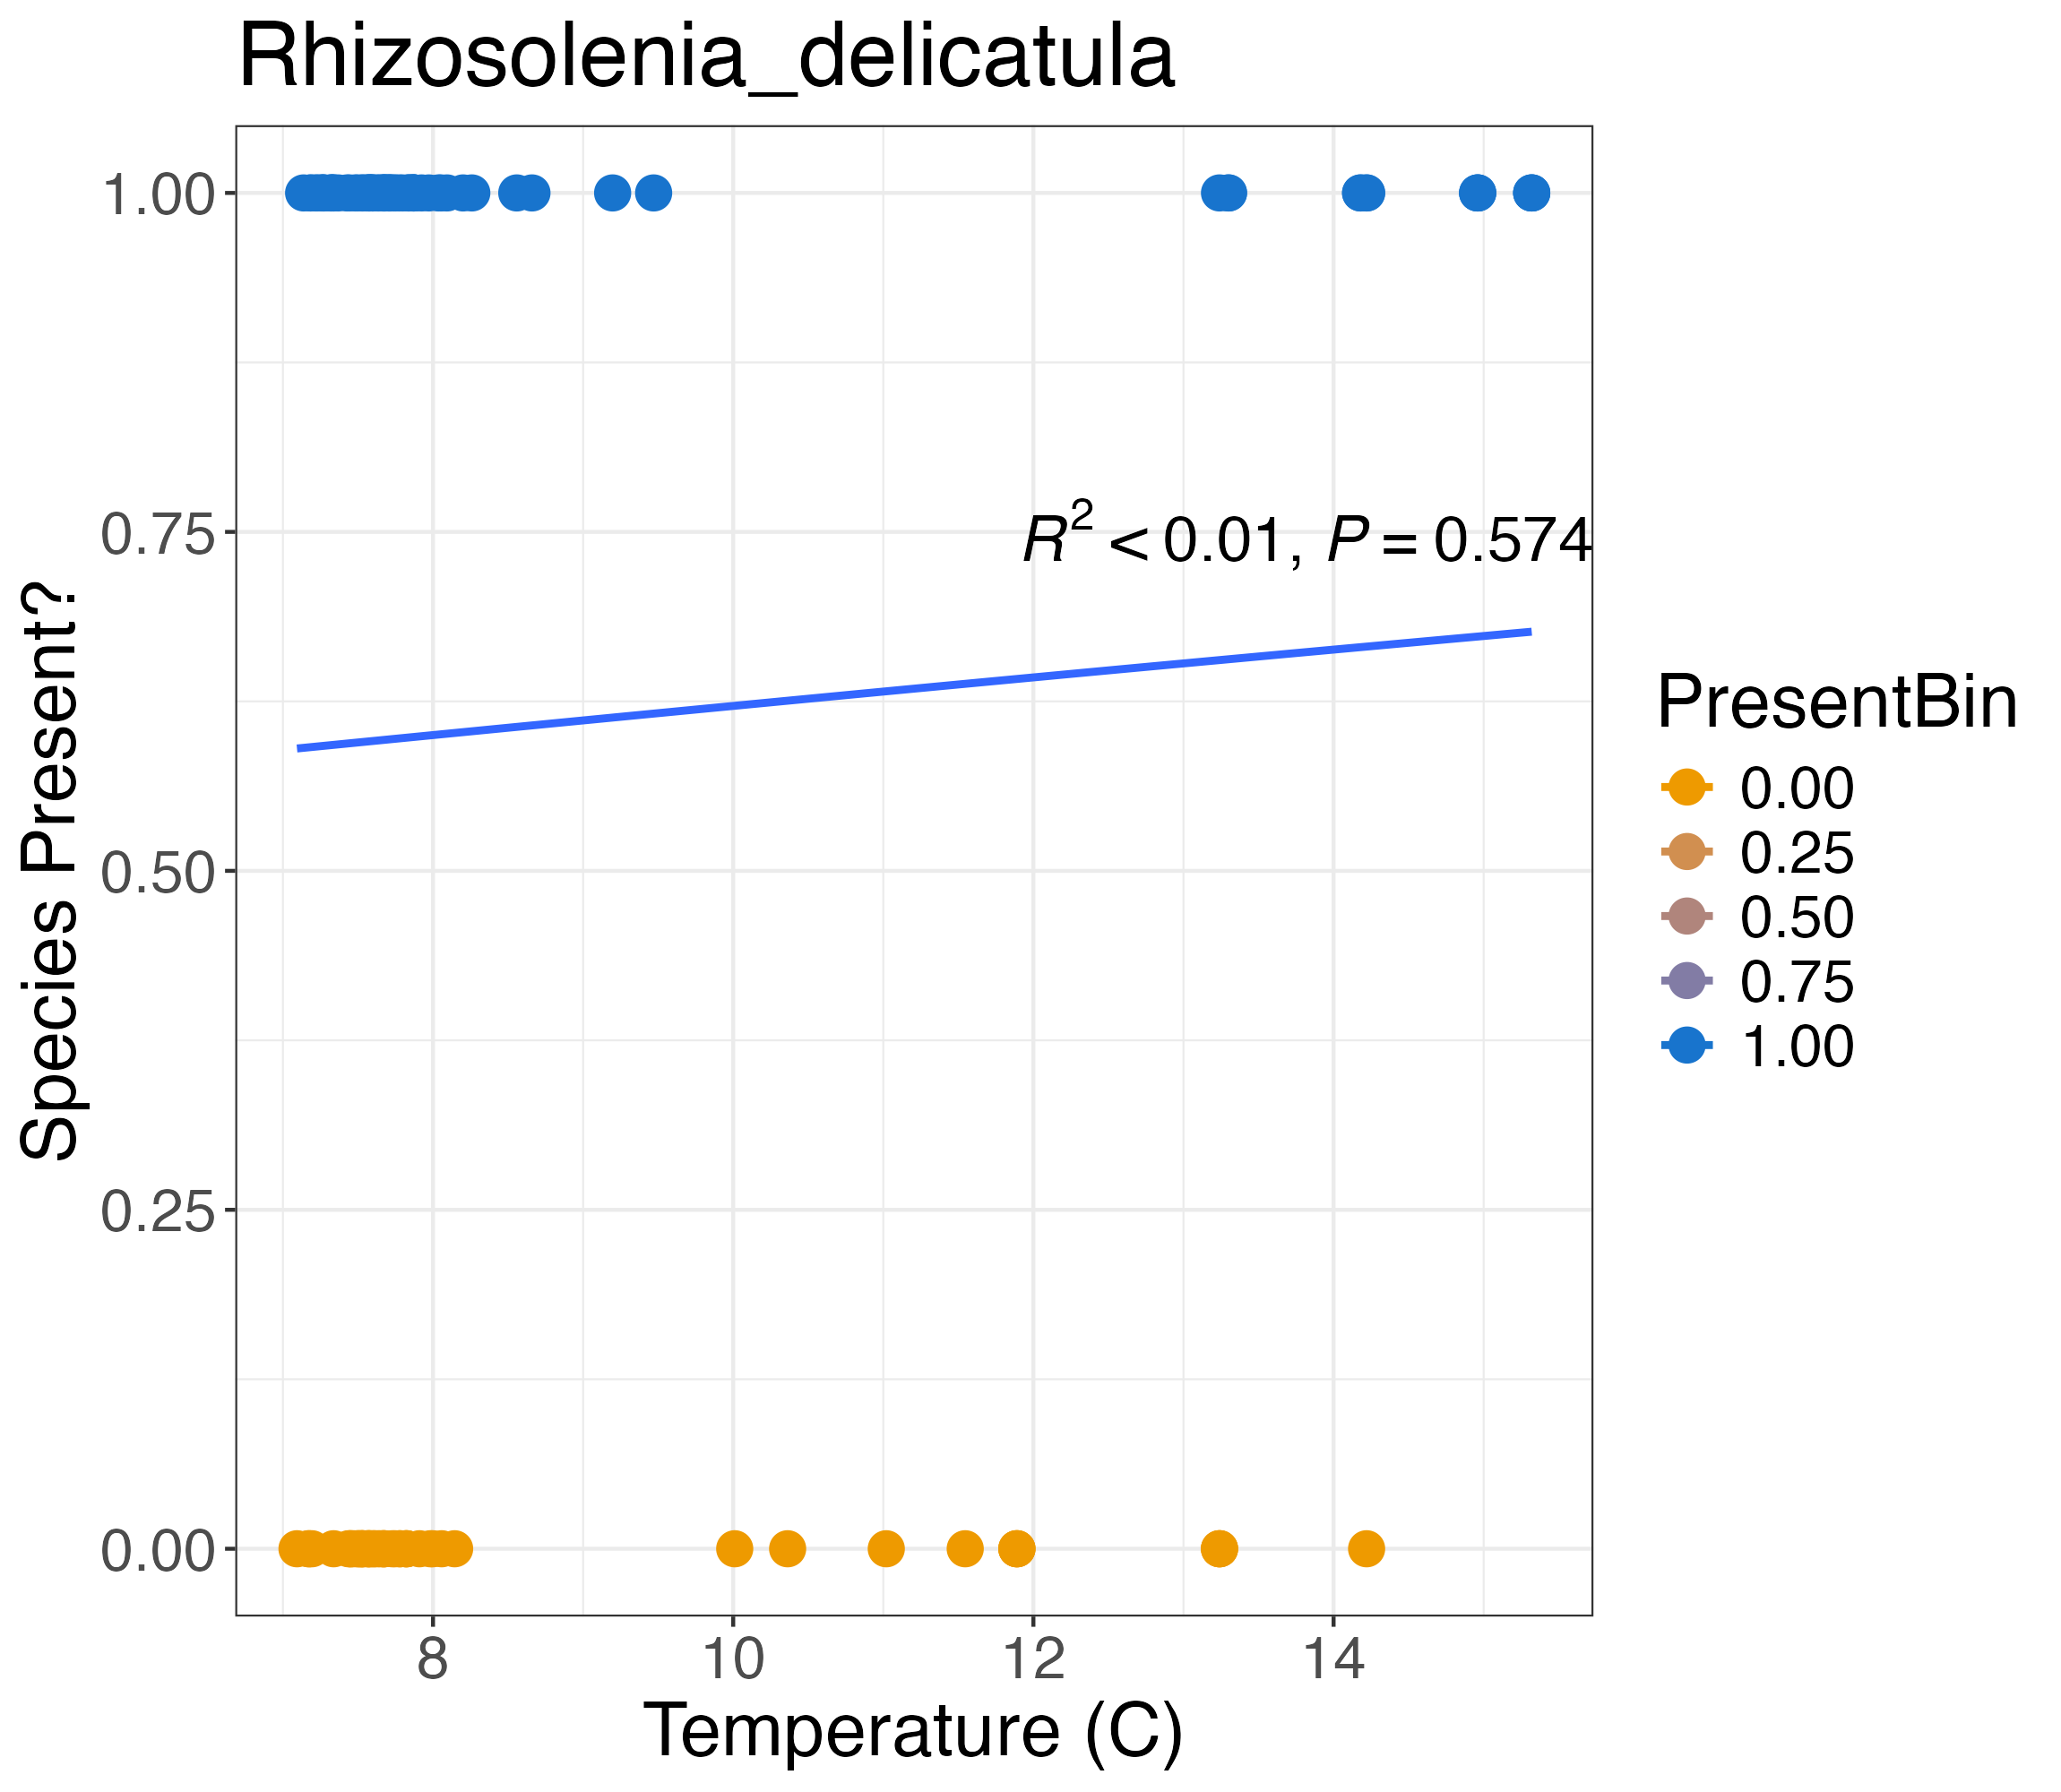 Rhizosolenia_delicatula
1.00
0.75
0.50
0.25
0.00
Species Present?
R² < 0.01, P = 0.574
8 10 12 14
Temperature (C)
PresentBin
0.00
0.25
0.50
0.75
1.00